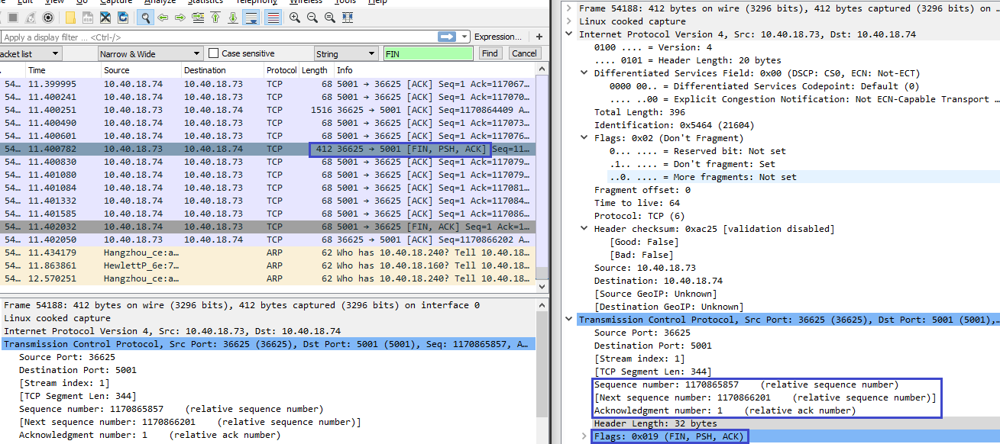 Edit View Go Capture Analyze Statistics Telephony Wireless Tools Help
Apply a display filter ... <Ctrl-/>
Expression...
+
acket list
Narrow & Wide
Case sensitive
String
FIN
Find
Cancel
Time Source Destination Protocol Length Info
54… 11.399995 10.40.18.74 10.40.18.73 TCP 68 5001 → 36625 [ACK] Seq=1 Ack=117067…
54… 11.400241 10.40.18.74 10.40.18.73 TCP 68 5001 → 36625 [ACK] Seq=1 Ack=117070…
54… 11.400251 10.40.18.73 10.40.18.74 TCP 1516 36625 → 5001 [ACK] Seq=1170864409 A…
54… 11.400490 10.40.18.74 10.40.18.73 TCP 68 5001 → 36625 [ACK] Seq=1 Ack=117073…
54… 11.400601 10.40.18.74 10.40.18.73 TCP 68 5001 → 36625 [ACK] Seq=1 Ack=117076…
54… 11.400782 10.40.18.73 10.40.18.74 TCP 412 36625 → 5001 [FIN, PSH, ACK] Seq=11…
54… 11.400830 10.40.18.74 10.40.18.73 TCP 68 5001 → 36625 [ACK] Seq=1 Ack=117079…
54… 11.401080 10.40.18.74 10.40.18.73 TCP 68 5001 → 36625 [ACK] Seq=1 Ack=117079…
54… 11.401084 10.40.18.74 10.40.18.73 TCP 68 5001 → 36625 [ACK] Seq=1 Ack=117081…
54… 11.401332 10.40.18.74 10.40.18.73 TCP 68 5001 → 36625 [ACK] Seq=1 Ack=117084…
54… 11.401585 10.40.18.74 10.40.18.73 TCP 68 5001 → 36625 [ACK] Seq=1 Ack=117086…
54… 11.402032 10.40.18.74 10.40.18.73 TCP 68 5001 → 36625 [FIN, ACK] Seq=1 Ack=1…
54… 11.402050 10.40.18.73 10.40.18.74 TCP 68 36625 → 5001 [ACK] Seq=1170866202 A…
54… 11.434179 Hangzhou_ce:a… ARP 62 Who has 10.40.18.240? Tell 10.40.18…
54… 11.863861 HewlettP_6e:7… ARP 62 Who has 10.40.18.160? Tell 10.40.18…
54… 12.570251 Hangzhou_ce:a… ARP 62 Who has 10.40.18.240? Tell 10.40.18…
Frame 54188: 412 bytes on wire (3296 bits), 412 bytes captured (3296 bits) on interface 0
Linux cooked capture
Internet Protocol Version 4, Src: 10.40.18.73, Dst: 10.40.18.74
Transmission Control Protocol, Src Port: 36625 (36625), Dst Port: 5001 (5001), Seq: 1170865857, A…
Source Port: 36625
Destination Port: 5001
[Stream index: 1]
[TCP Segment Len: 344]
Sequence number: 1170865857 (relative sequence number)
[Next sequence number: 1170866201 (relative sequence number)]
Acknowledgment number: 1 (relative ack number)
Frame 54188: 412 bytes on wire (3296 bits), 412 bytes captured (3296 bits) on …
Linux cooked capture
Internet Protocol Version 4, Src: 10.40.18.73, Dst: 10.40.18.74
0100 .... = Version: 4
.... 0101 = Header Length: 20 bytes
Differentiated Services Field: 0x00 (DSCP: CS0, ECN: Not-ECT)
0000 00.. = Differentiated Services Codepoint: Default (0)
.... ..00 = Explicit Congestion Notification: Not ECN-Capable Transport …
Total Length: 396
Identification: 0x5464 (21604)
Flags: 0x02 (Don't Fragment)
0... .... = Reserved bit: Not set
.1.. .... = Don't fragment: Set
..0. .... = More fragments: Not set
Fragment offset: 0
Time to live: 64
Protocol: TCP (6)
Header checksum: 0xac25 [validation disabled]
[Good: False]
[Bad: False]
Source: 10.40.18.73
Destination: 10.40.18.74
[Source GeoIP: Unknown]
[Destination GeoIP: Unknown]
Transmission Control Protocol, Src Port: 36625 (36625), Dst Port: 5001 (5001),…
Source Port: 36625
Destination Port: 5001
[Stream index: 1]
[TCP Segment Len: 344]
Sequence number: 1170865857 (relative sequence number)
[Next sequence number: 1170866201 (relative sequence number)]
Acknowledgment number: 1 (relative ack number)
Header Length: 32 bytes
Flags: 0x019 (FIN, PSH, ACK)